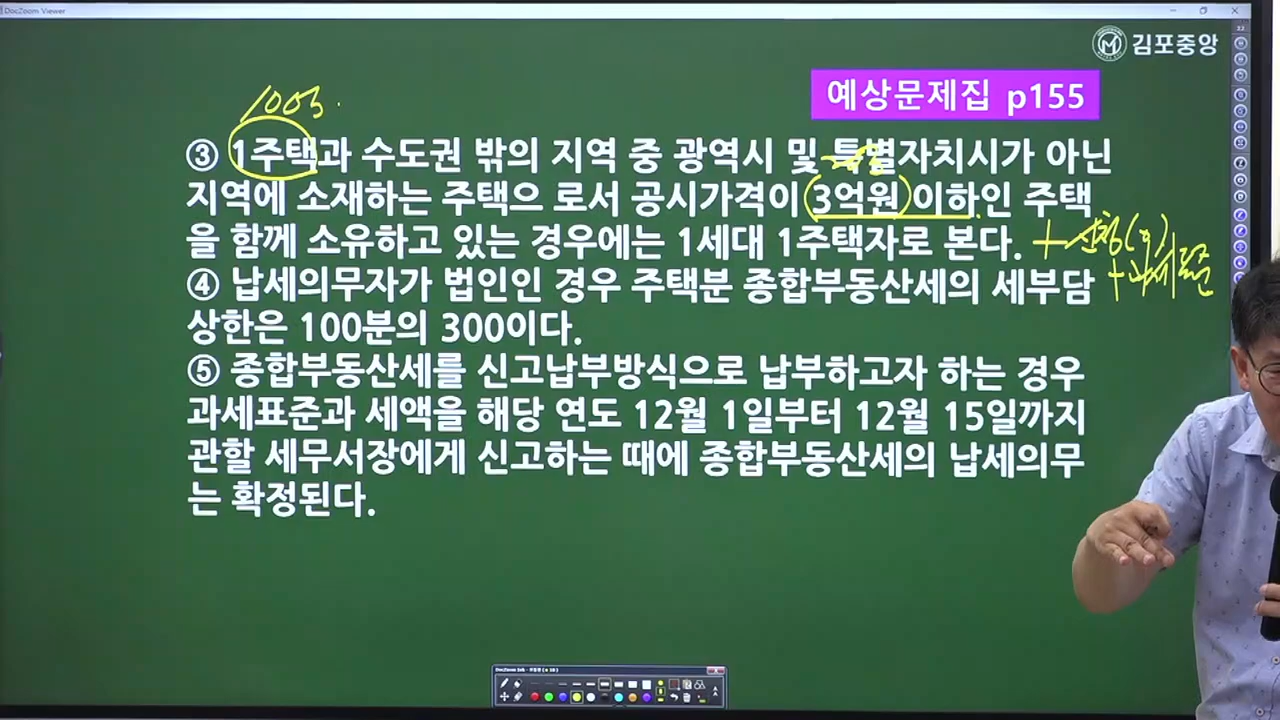 DocZoom Viewer
김포중앙
예상문제집 p155
100억
③ 1주택과 수도권 밖의 지역 중 광역시 및 특별자치시가 아닌
지역에 소재하는 주택으 로서 공시가격이 3억원 이하인 주택
을 함께 소유하고 있는 경우에는 1세대 1주택자로 본다. + 신청(o)
④ 납세의무자가 법인인 경우 주택분 종합부동산세의 세부담
상한은 100분의 300이다.
⑤ 종합부동산세를 신고납부방식으로 납부하고자 하는 경우
과세표준과 세액을 해당 연도 12월 1일부터 12월 15일까지
관할 세무서장에게 신고하는 때에 종합부동산세의 납세의무
는 확정된다.